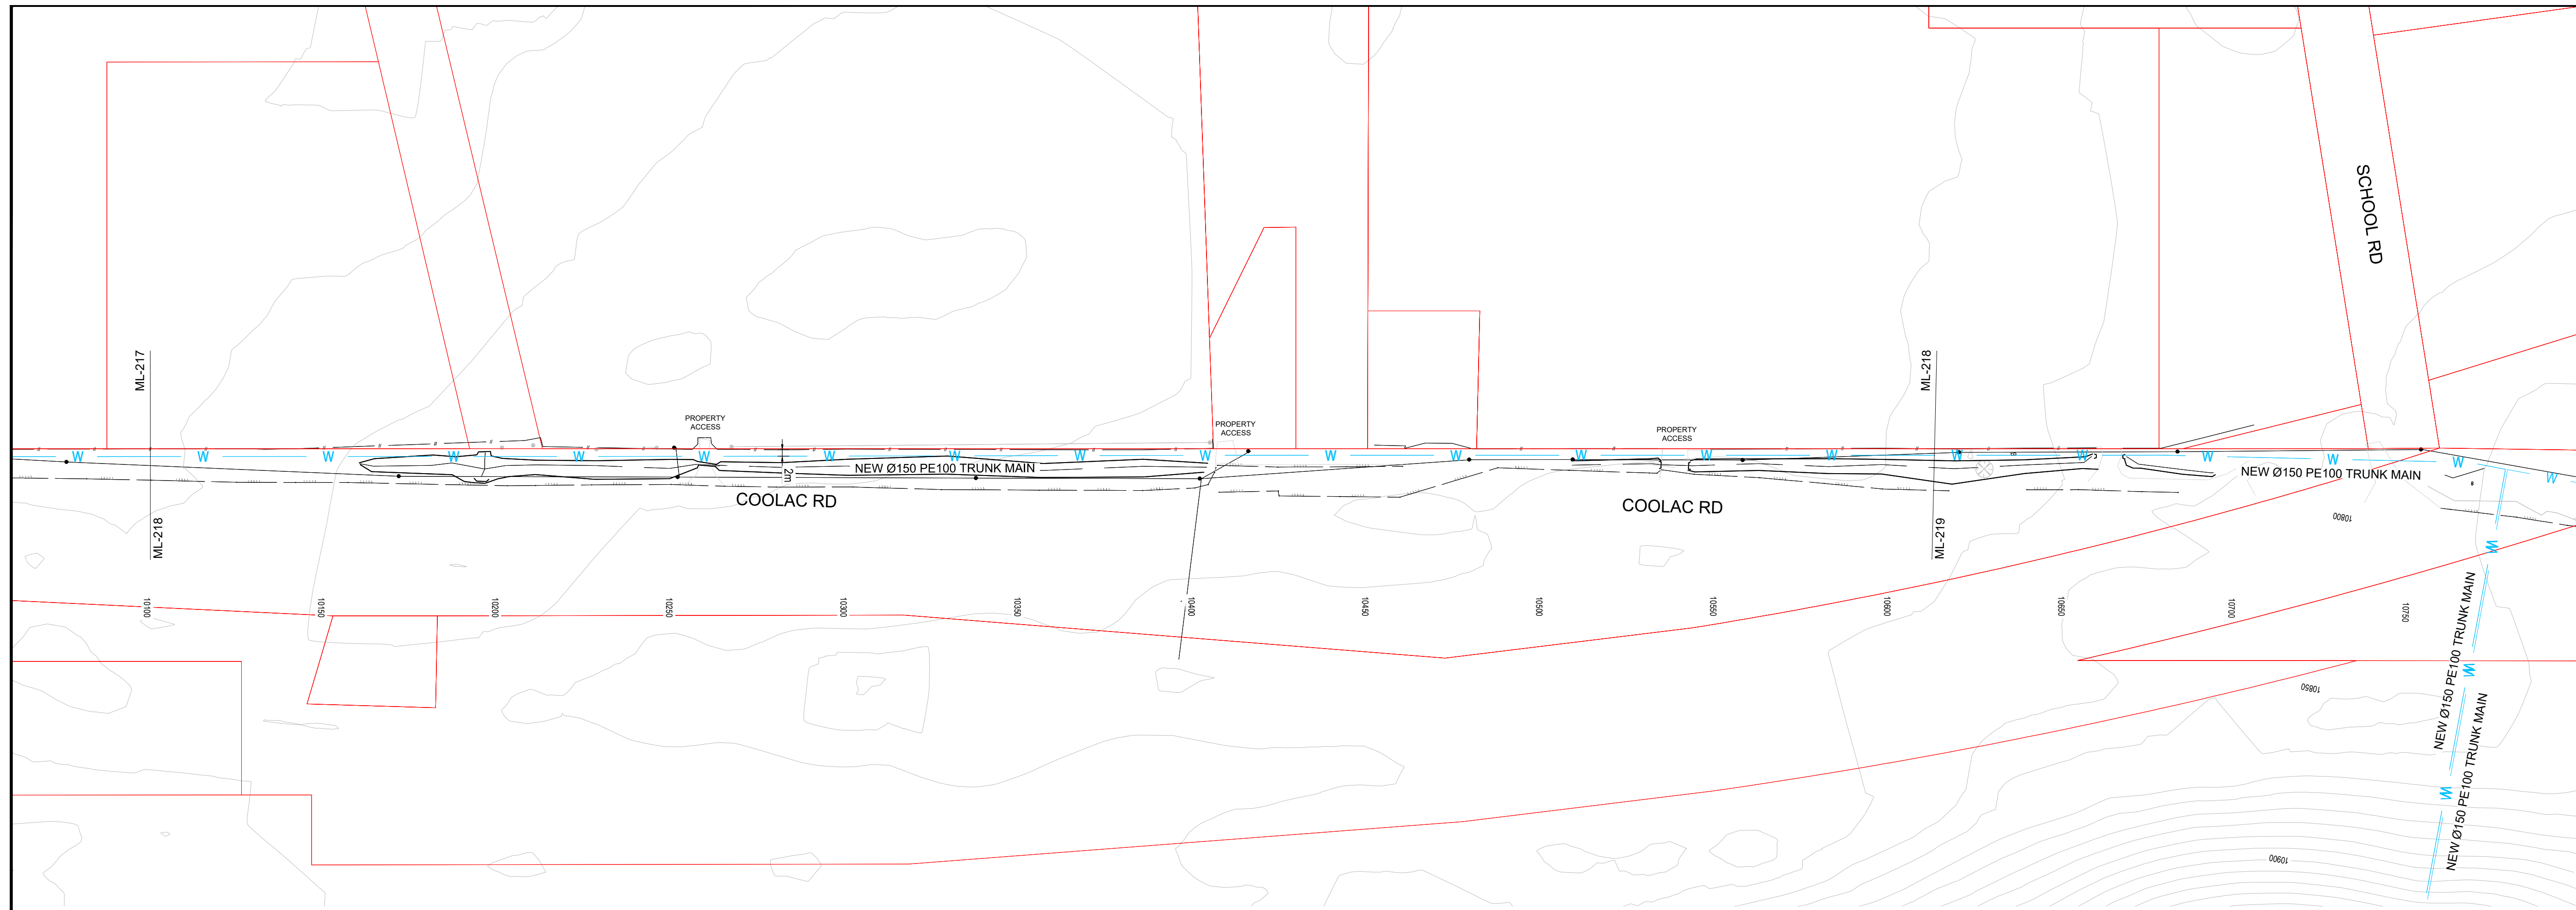 SCHOOL RD
ML-217
ML-218
ML-218
ML-219
PROPERTY
ACCESS
PROPERTY
ACCESS
PROPERTY
ACCESS
W W W W W W W W W W W W W W W W W W W W W
2m
NEW Ø150 PE100 TRUNK MAIN
NEW Ø150 PE100 TRUNK MAIN
COOLAC RD
COOLAC RD
10100
10150
10200
10250
10300
10350
10400
10450
10500
10550
10600
10650
10700
10750
10800
10850
10900
W
W
W
NEW Ø150 PE100 TRUNK MAIN
NEW Ø150 PE100 TRUNK MAIN